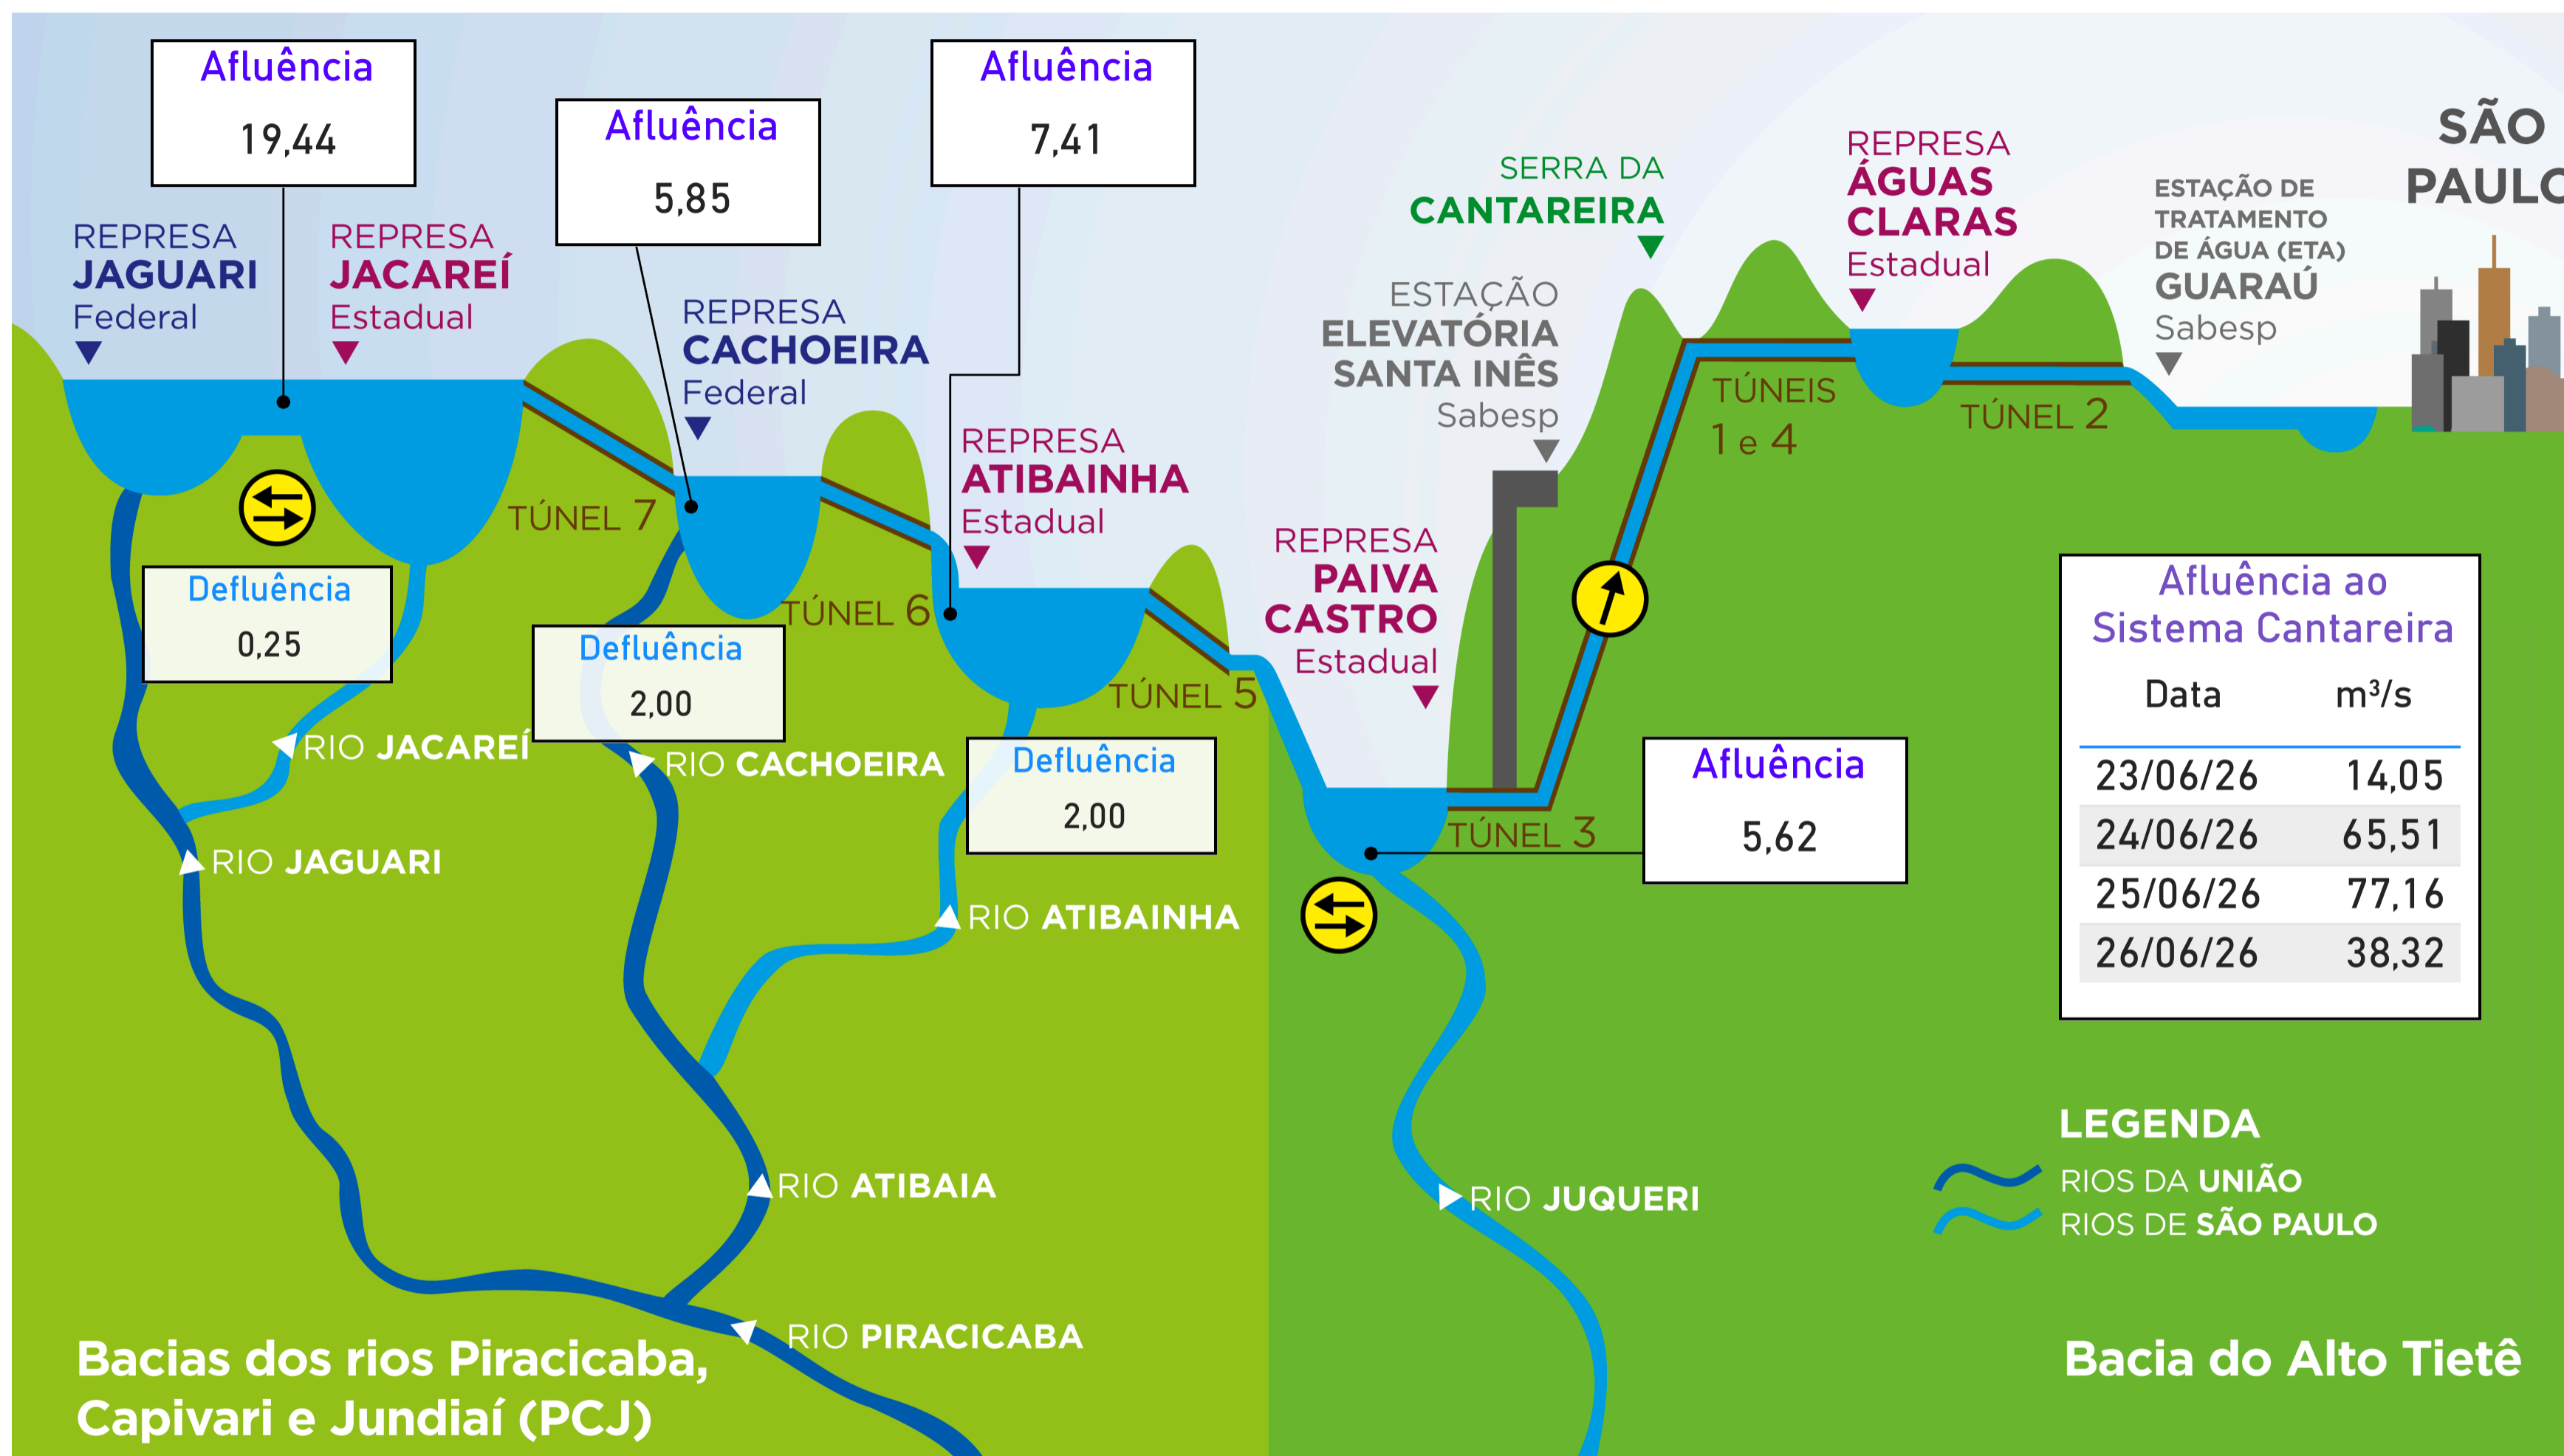 Afluência
19,44
Afluência
5,85
Afluência
7,41
REPRESA
JAGUARI
Federal
REPRESA
JACAREÍ
Estadual
REPRESA
CACHOEIRA
Federal
REPRESA
ATIBAINHA
Estadual
SERRA DA
CANTAREIRA
ESTAÇÃO
ELEVATÓRIA
SANTA INÊS
Sabesp
REPRESA
ÁGUAS
CLARAS
Estadual
ESTAÇÃO DE
TRATAMENTO
DE ÁGUA (ETA)
GUARAÚ
Sabesp
SÃO
PAULO
TÚNEIS
1 e 4
TÚNEL 2
TÚNEL 7
TÚNEL 6
TÚNEL 5
REPRESA
PAIVA
CASTRO
Estadual
TÚNEL 3
Defluência
0,25
Defluência
2,00
Defluência
2,00
Afluência
5,62
Afluência ao
Sistema Cantareira
Data m³/s
23/06/26 14,05
24/06/26 65,51
25/06/26 77,16
26/06/26 38,32
RIO JACAREÍ
RIO CACHOEIRA
RIO JAGUARI
RIO ATIBAINHA
RIO ATIBAIA
RIO JUQUERI
RIO PIRACICABA
LEGENDA
RIOS DA UNIÃO
RIOS DE SÃO PAULO
Bacias dos rios Piracicaba,
Capivari e Jundiaí (PCJ)
Bacia do Alto Tietê